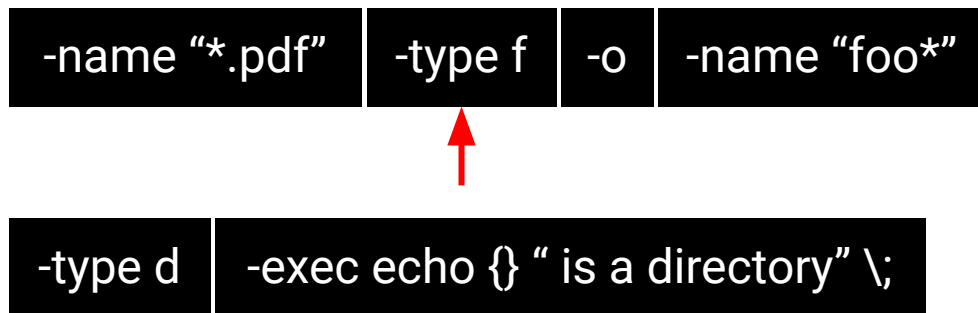 -name “*.pdf” -type f -o -name “foo*”
-type d -exec echo {} “ is a directory” \;